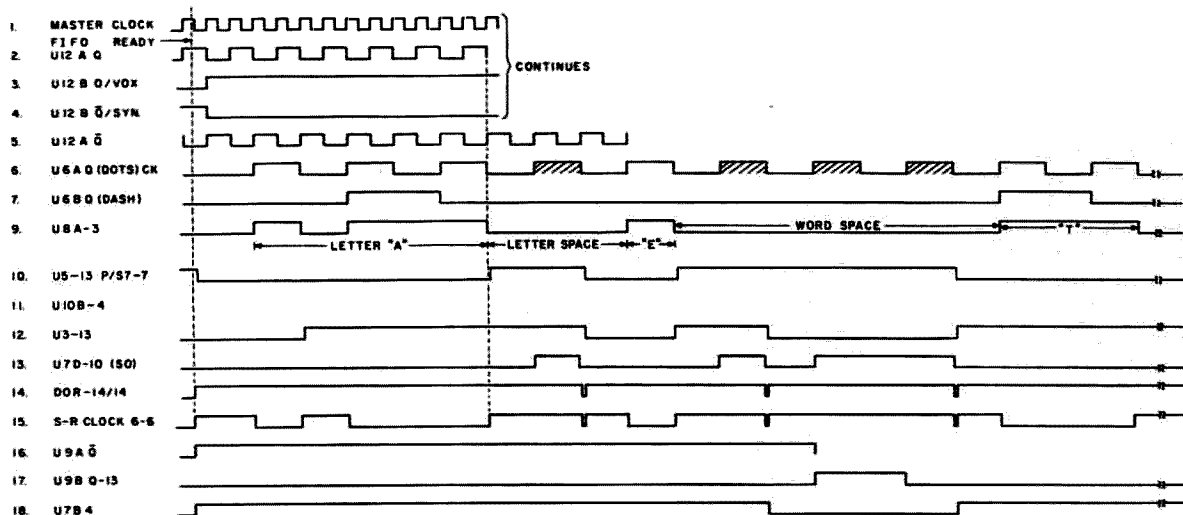 1. MASTER CLOCK
FIFO READY
2. U12 A Q
3. U12 B Q/VOX
CONTINUES
4. U12 B Q̄/SYN.
5. U12 A Q̄
6. U6A Q (DOTS) CK
7. U6B Q (DASH)
9. U8A-3
LETTER "A"
LETTER SPACE
"E"
WORD SPACE
"T"
10. U5-13 P/S7-7
11. U10B-4
12. U3-13
13. U7D-10 (SO)
14. DOR-14/14
15. S-R CLOCK 6-6
16. U9A Q̄
17. U9B Q-13
18. U7B 4